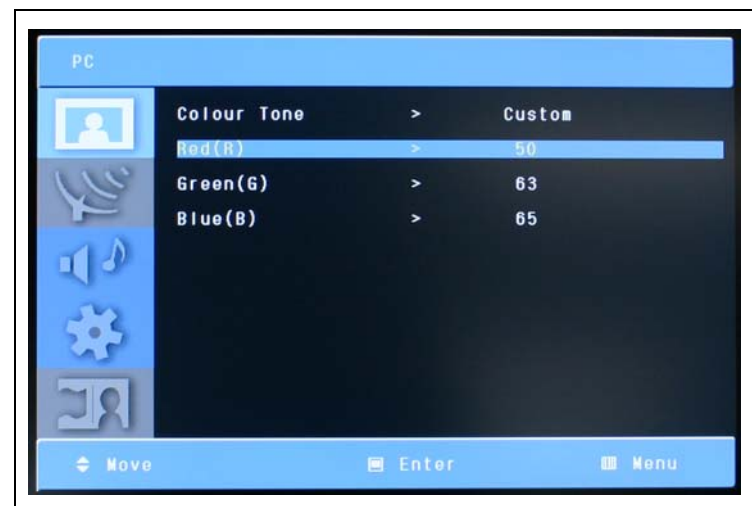 PC
Colour Tone > Custom
Red(R) > 50
Green(G) > 63
Blue(B) > 65
Move Enter Menu